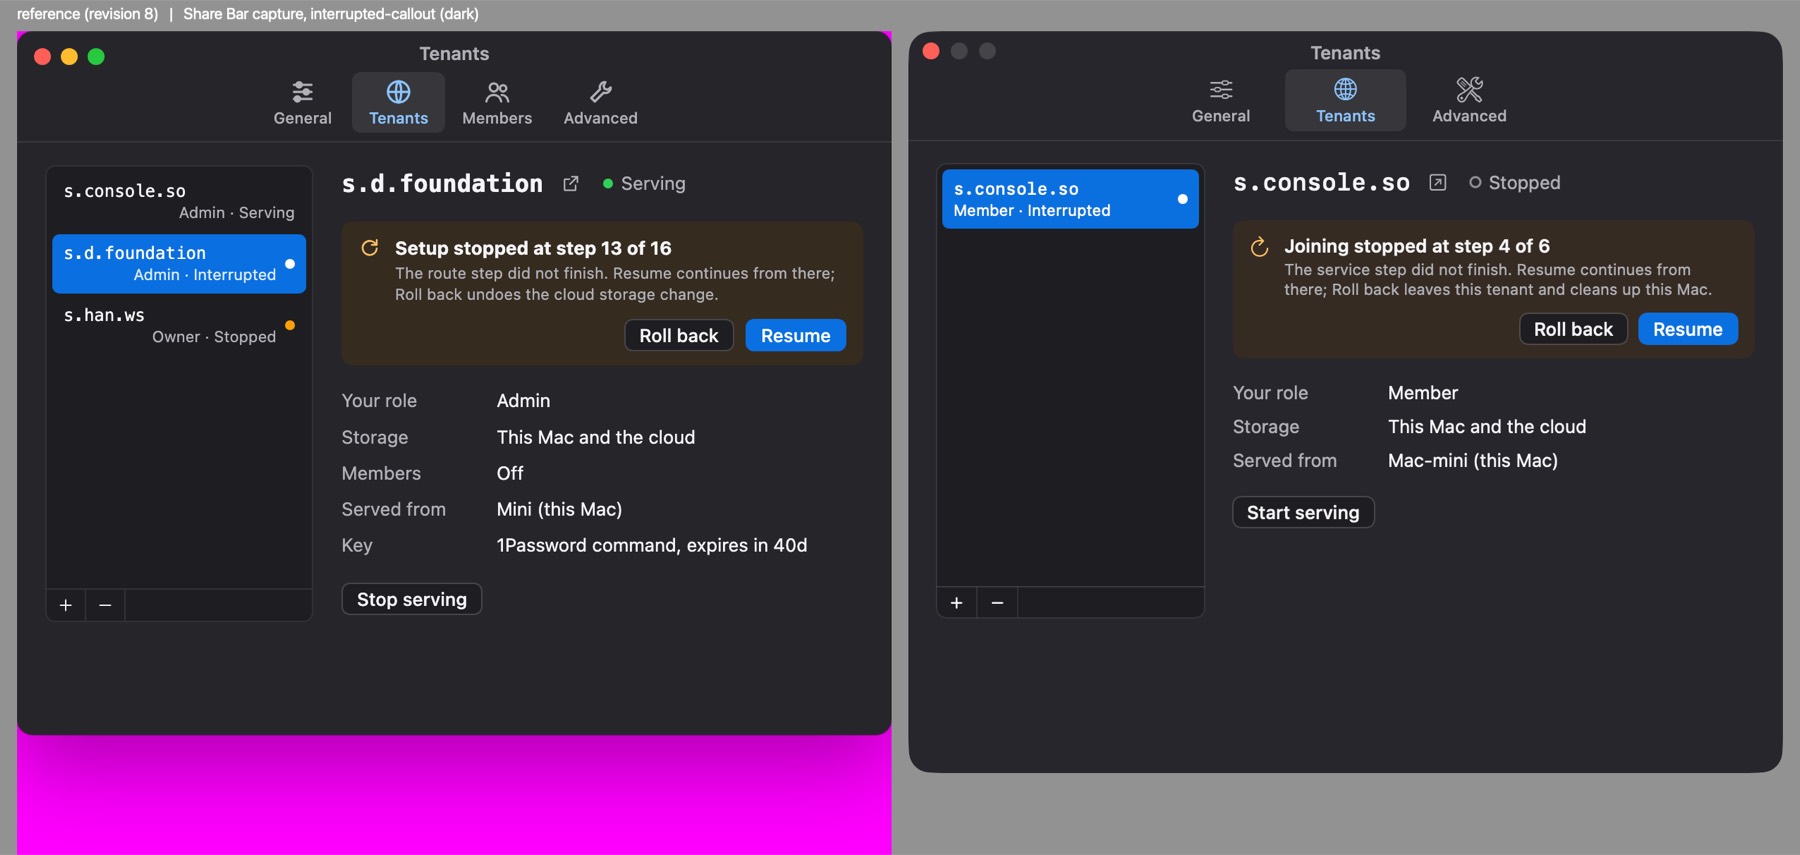 reference (revision 8) | Share Bar capture, interrupted-callout (dark)
Tenants
General
Tenants
Members
Advanced
s.console.so
Admin · Serving
s.d.foundation
Admin · Interrupted
s.han.ws
Owner · Stopped
+ −
s.d.foundation
Serving
Setup stopped at step 13 of 16
The route step did not finish. Resume continues from there;
Roll back undoes the cloud storage change.
Roll back
Resume
Your role Admin
Storage This Mac and the cloud
Members Off
Served from Mini (this Mac)
Key 1Password command, expires in 40d
Stop serving
Tenants
General
Tenants
Advanced
s.console.so
Member · Interrupted
+ −
s.console.so
Stopped
Joining stopped at step 4 of 6
The service step did not finish. Resume continues from
there; Roll back leaves this tenant and cleans up this Mac.
Roll back
Resume
Your role Member
Storage This Mac and the cloud
Served from Mac-mini (this Mac)
Start serving